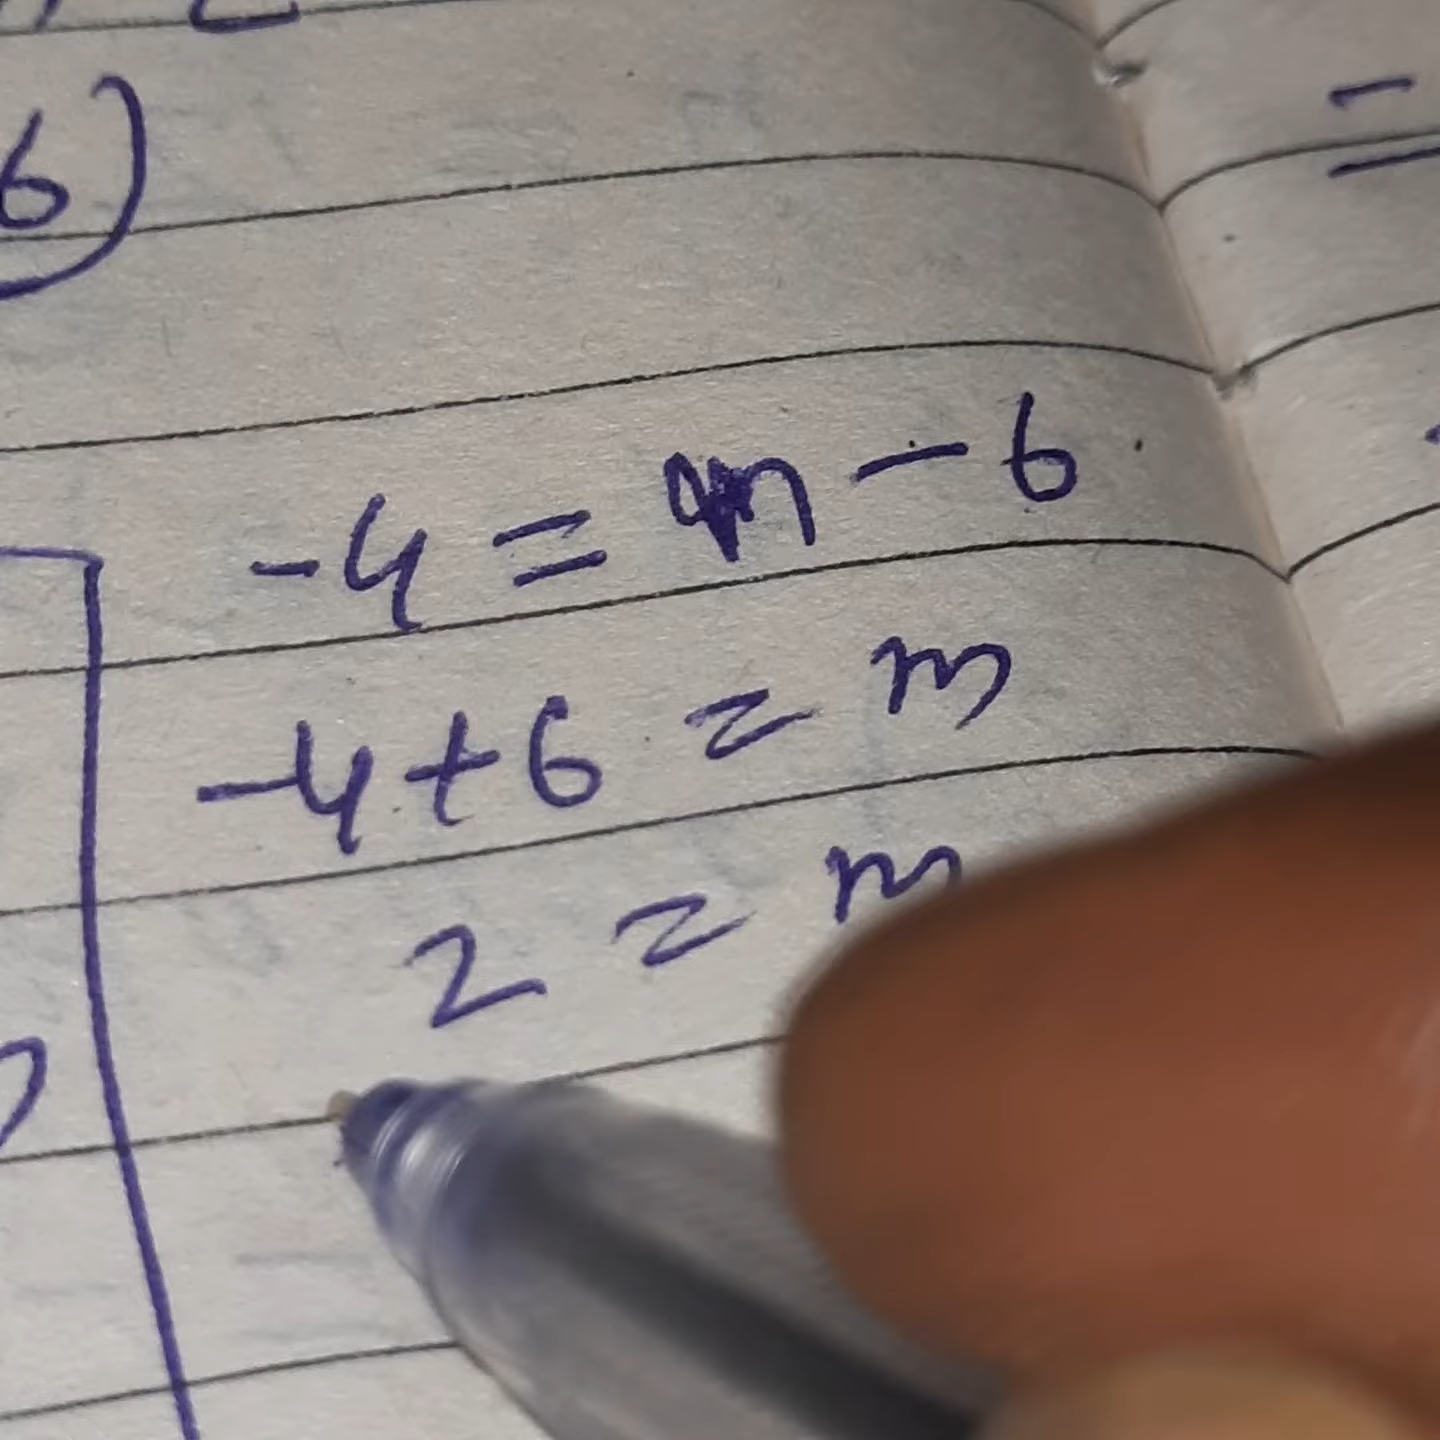 6)
-4 = m - 6
-4 + 6 = m
2 = m